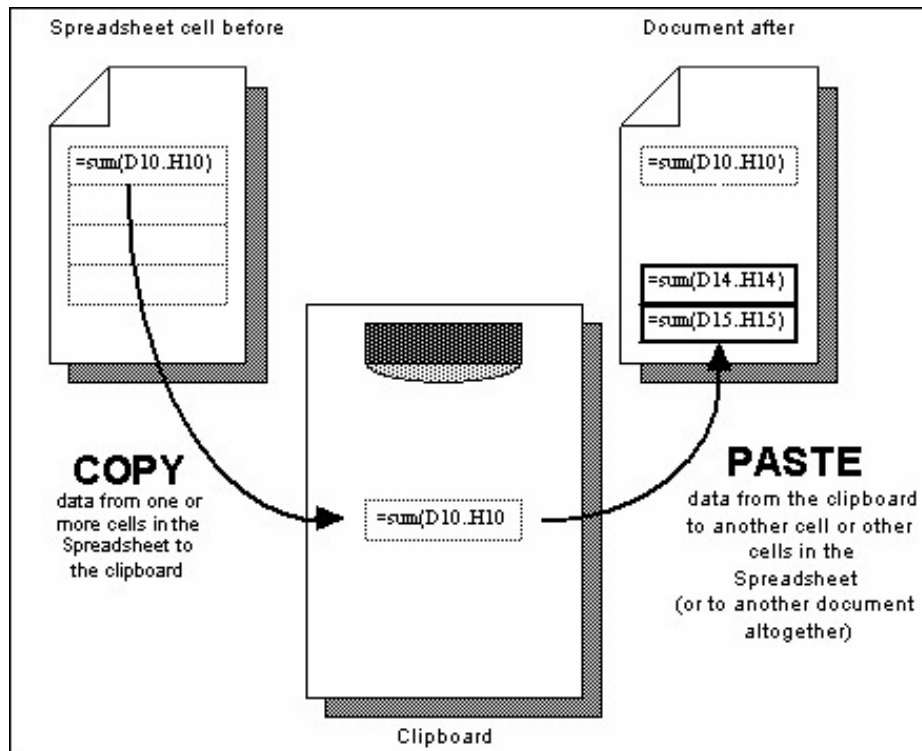 Spreadsheet cell before
Document after
=sum(D10..H10)
=sum(D10..H10)
=sum(D14..H14)
=sum(D15..H15)
COPY
data from one or
more cells in the
Spreadsheet to
the clipboard
=sum(D10..H10
PASTE
data from the clipboard
to another cell or other
cells in the
Spreadsheet
(or to another document
altogether)
Clipboard